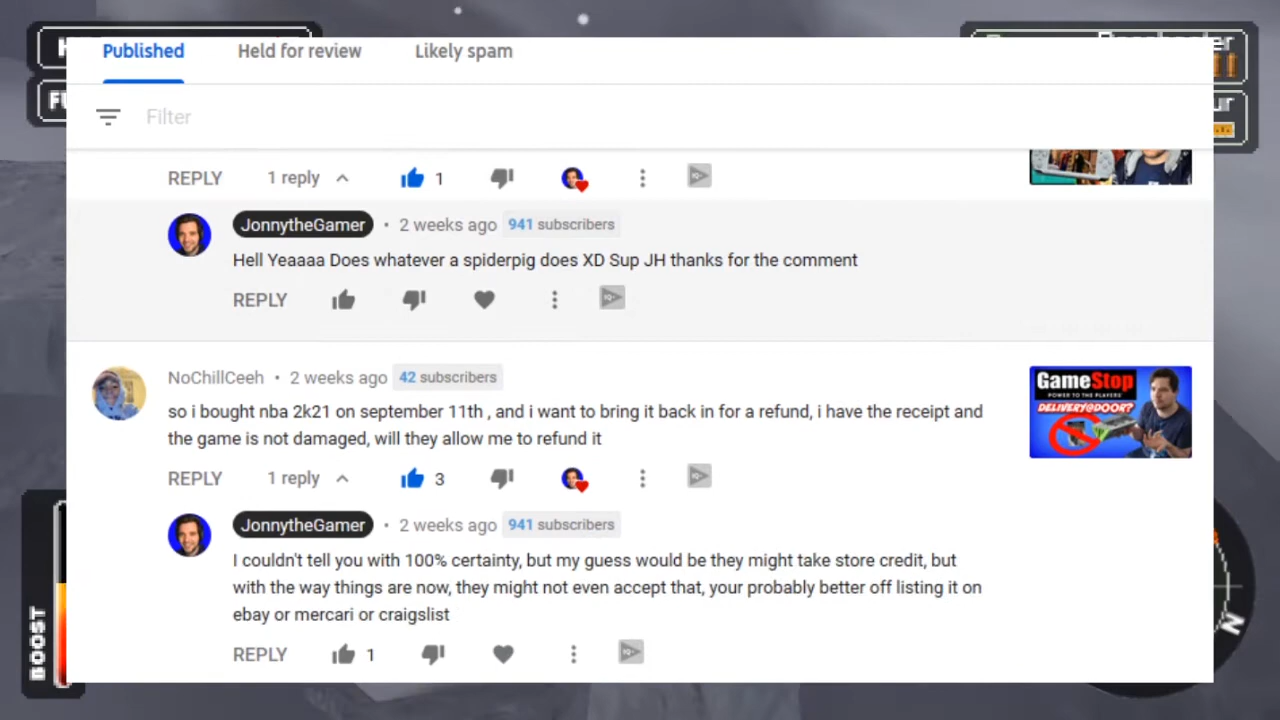 Published Held for review Likely spam
Filter
REPLY 1 reply 1
JonnytheGamer • 2 weeks ago 941 subscribers
Hell Yeaaaa Does whatever a spiderpig does XD Sup JH thanks for the comment
REPLY
NoChillCeeh • 2 weeks ago 42 subscribers
so i bought nba 2k21 on september 11th , and i want to bring it back in for a refund, i have the receipt and
the game is not damaged, will they allow me to refund it
GameStop
POWER TO THE PLAYERS
DELIVERY@DOOR?
REPLY 1 reply 3
JonnytheGamer • 2 weeks ago 941 subscribers
I couldn't tell you with 100% certainty, but my guess would be they might take store credit, but
with the way things are now, they might not even accept that, your probably better off listing it on
ebay or mercari or craigslist
REPLY 1
BOOST
N